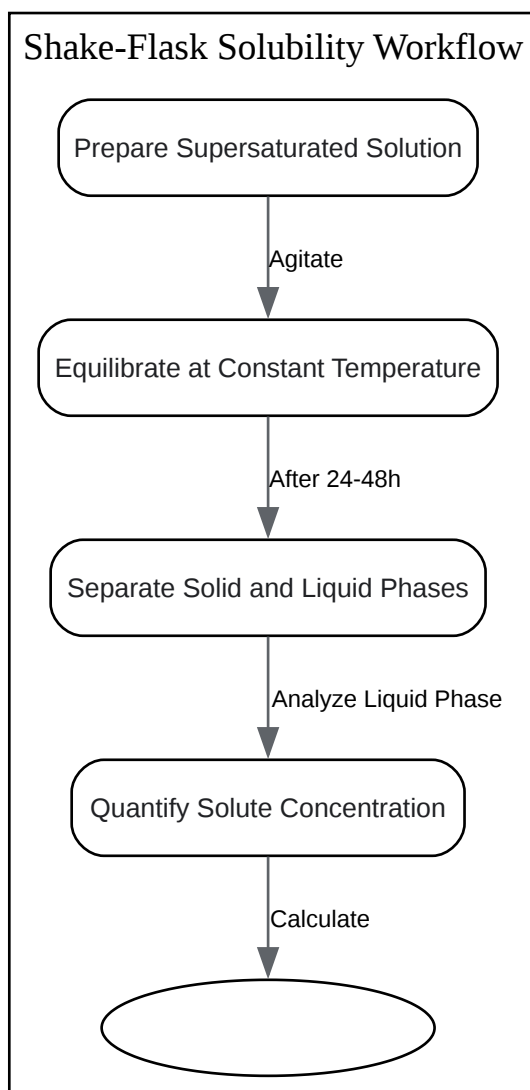 Shake-Flask Solubility Workflow
Prepare Supersaturated Solution
Agitate
Equilibrate at Constant Temperature
After 24-48h
Separate Solid and Liquid Phases
Analyze Liquid Phase
Quantify Solute Concentration
Calculate